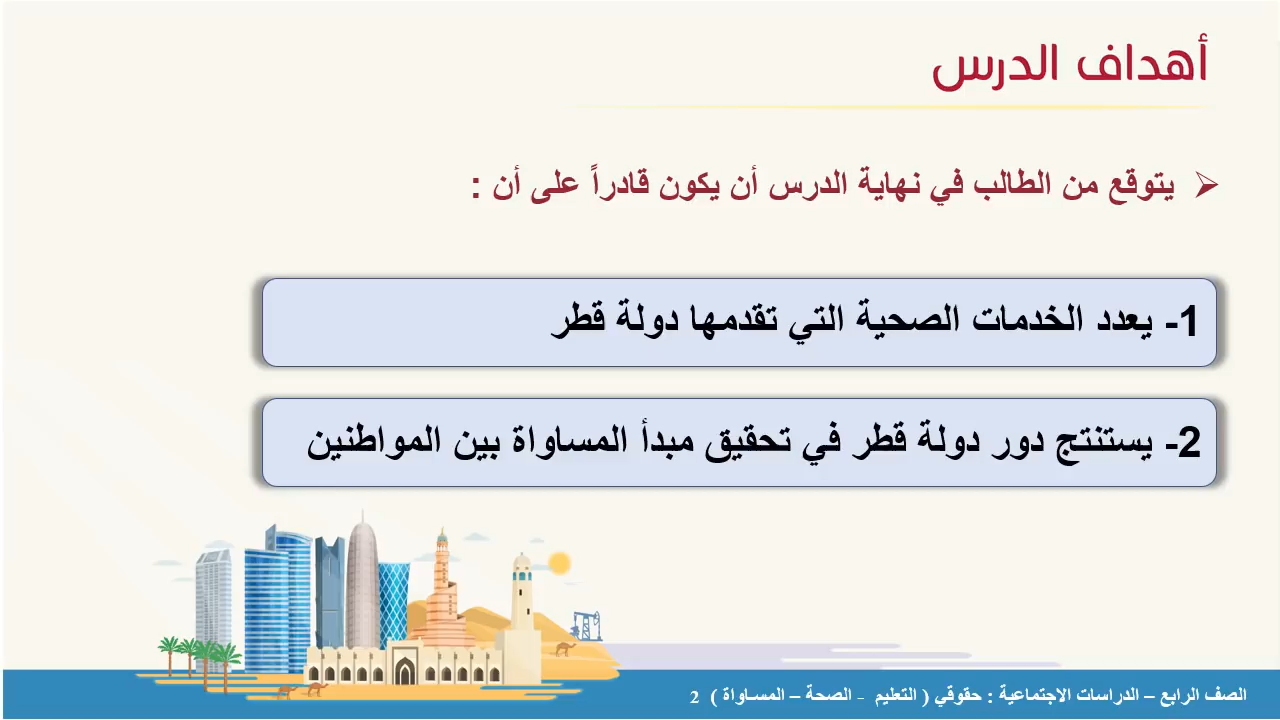 أهداف الدرس
يتوقع من الطالب في نهاية الدرس أن يكون قادراً على أن :
1- يعدد الخدمات الصحية التي تقدمها دولة قطر
2- يستنتج دور دولة قطر في تحقيق مبدأ المساواة بين المواطنين
الصف الرابع – الدراسات الاجتماعية : حقوقي ( التعليم - الصحة – المساواة ) 2